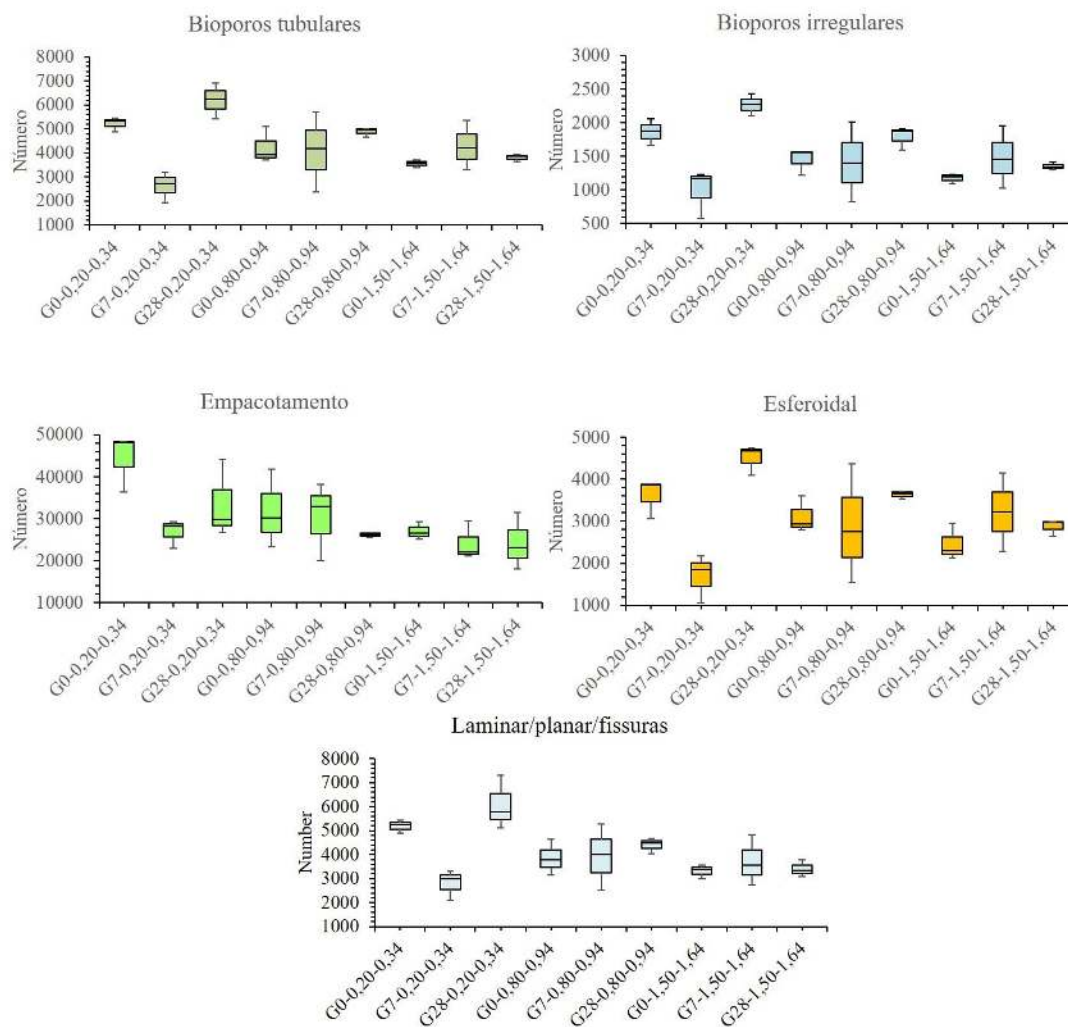 Bioporos tubulares
Número
8000
7000
6000
5000
4000
3000
2000
1000
G0-0,20-0,34
G7-0,20-0,34
G28-0,20-0,34
G0-0,80-0,94
G7-0,80-0,94
G28-0,80-0,94
G0-1,50-1,64
G7-1,50-1,64
G28-1,50-1,64
Bioporos irregulares
Número
3000
2500
2000
1500
1000
500
G0-0,20-0,34
G7-0,20-0,34
G28-0,20-0,34
G0-0,80-0,94
G7-0,80-0,94
G28-0,80-0,94
G0-1,50-1,64
G7-1,50-1,64
G28-1,50-1,64
Empacotamento
Número
50000
40000
30000
20000
10000
G0-0,20-0,34
G7-0,20-0,34
G28-0,20-0,34
G0-0,80-0,94
G7-0,80-0,94
G28-0,80-0,94
G0-1,50-1,64
G7-1,50-1,64
G28-1,50-1,64
Esferoidal
Número
5000
4000
3000
2000
1000
G0-0,20-0,34
G7-0,20-0,34
G28-0,20-0,34
G0-0,80-0,94
G7-0,80-0,94
G28-0,80-0,94
G0-1,50-1,64
G7-1,50-1,64
G28-1,50-1,64
Laminar/planar/fissuras
Number
8000
7000
6000
5000
4000
3000
2000
1000
G0-0,20-0,34
G7-0,20-0,34
G28-0,20-0,34
G0-0,80-0,94
G7-0,80-0,94
G28-0,80-0,94
G0-1,50-1,64
G7-1,50-1,64
G28-1,50-1,64